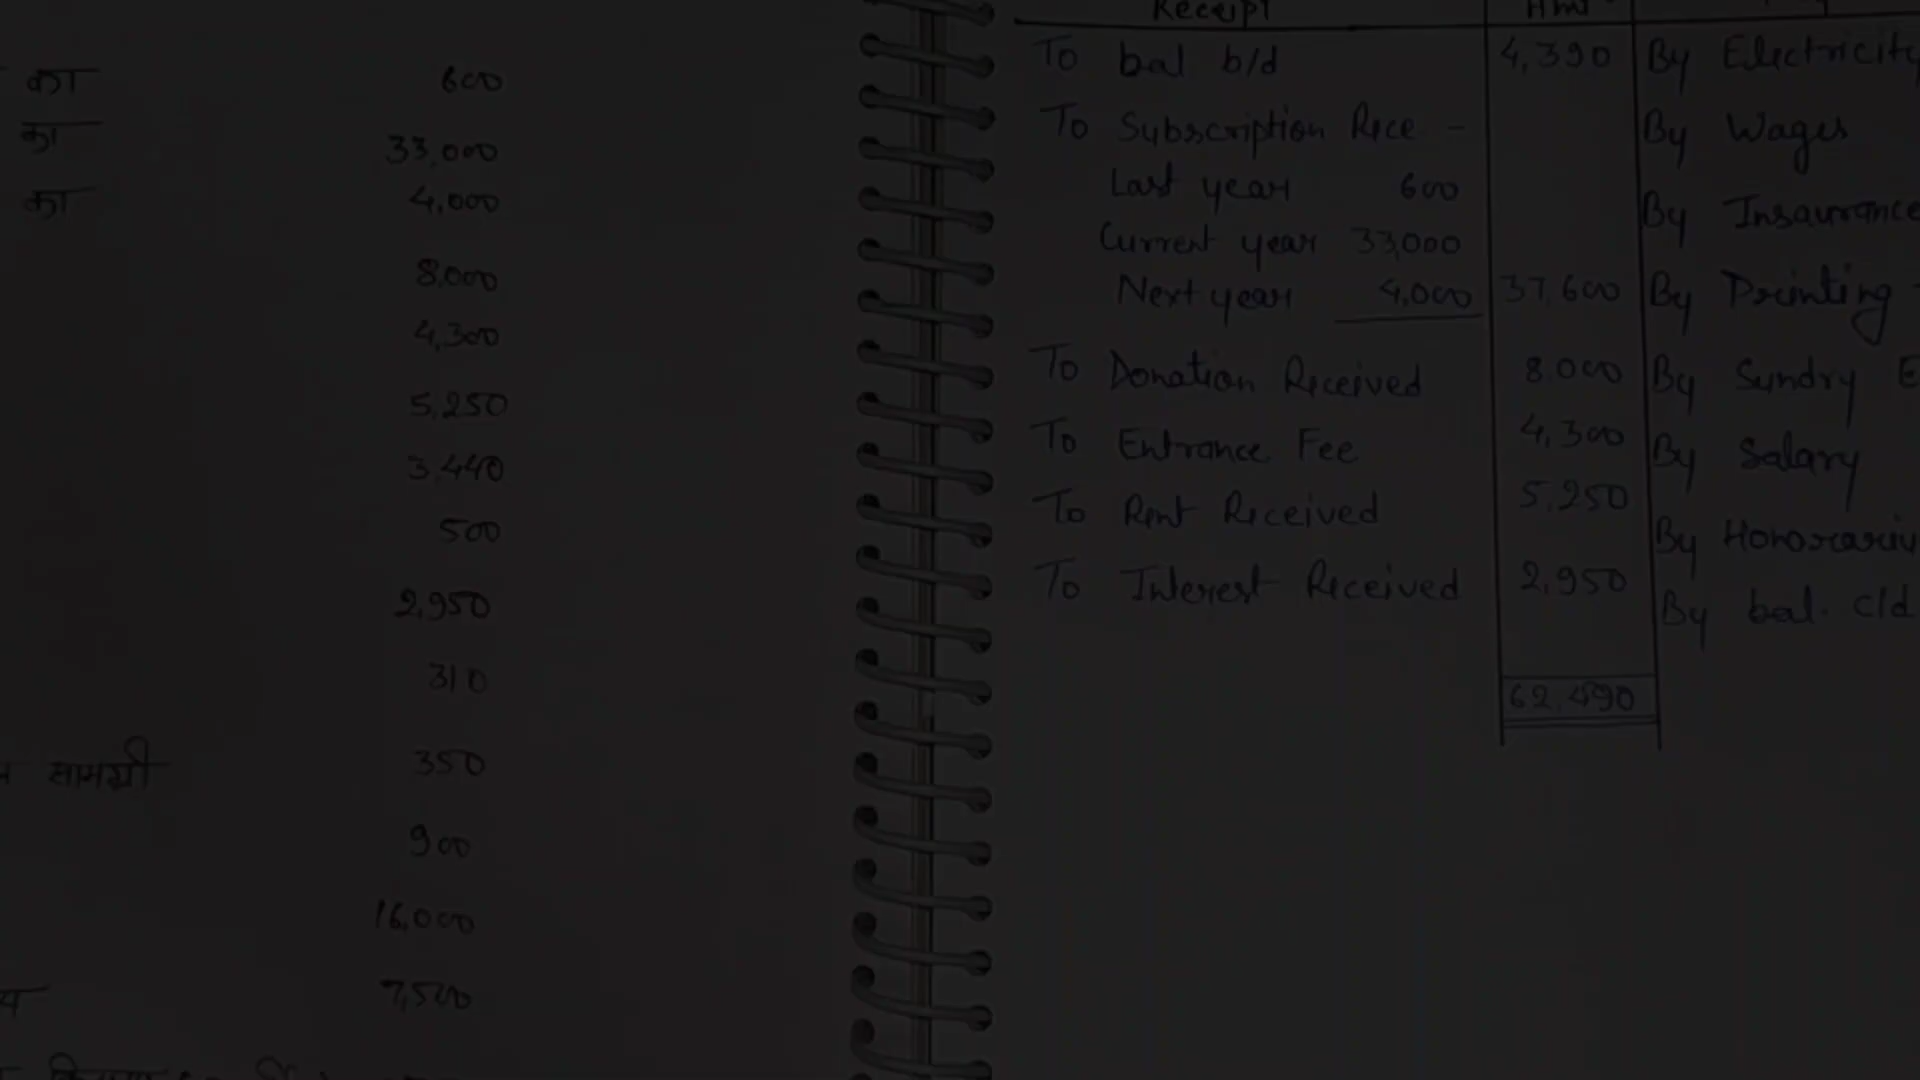 का 600
का 33,000
का 4,000
8,000
4,300
5,250
3,440
500
2,950
310
सामग्री 350
900
16,000
7,500
Receipt Amt
To bal b/d 4,390 By Electricity
To Subscription Rece - By Wages
Last year 600
Current year 33,000 By Insaurance
Next year 4,000 37,600 By Printing -
To Donation Received 8,000 By Sundry E
To Entrance Fee 4,300 By Salary
To Rent Received 5,250 By Honorariu
To Interest Received 2,950 By bal. c/d
62,490